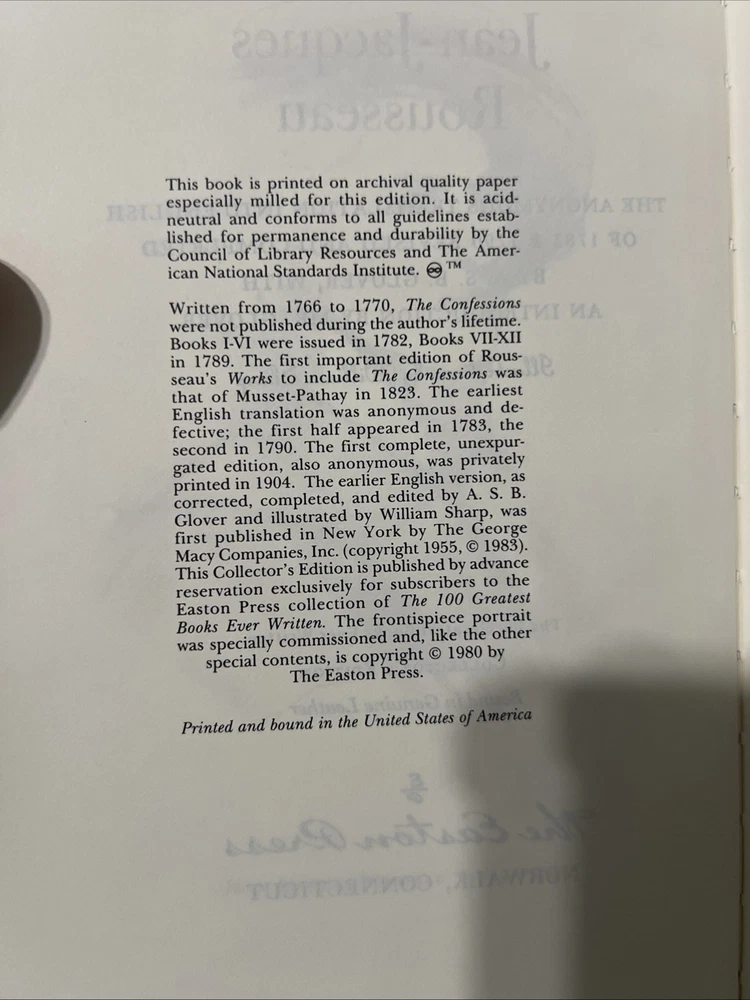 Jean-Jacques
Rousseau
This book is printed on archival quality paper
especially milled for this edition. It is acid-
neutral and conforms to all guidelines estab-
lished for permanence and durability by the
Council of Library Resources and The Amer-
ican National Standards Institute. ♾ ™
Written from 1766 to 1770, The Confessions
were not published during the author's lifetime.
Books I-VI were issued in 1782, Books VII-XII
in 1789. The first important edition of Rous-
seau's Works to include The Confessions was
that of Musset-Pathay in 1823. The earliest
English translation was anonymous and de-
fective; the first half appeared in 1783, the
second in 1790. The first complete, unexpur-
gated edition, also anonymous, was privately
printed in 1904. The earlier English version, as
corrected, completed, and edited by A. S. B.
Glover and illustrated by William Sharp, was
first published in New York by The George
Macy Companies, Inc. (copyright 1955, © 1983).
This Collector's Edition is published by advance
reservation exclusively for subscribers to the
Easton Press collection of The 100 Greatest
Books Ever Written. The frontispiece portrait
was specially commissioned and, like the other
special contents, is copyright © 1980 by
The Easton Press.
Printed and bound in the United States of America
The Easton Press
NORWALK, CONNECTICUT